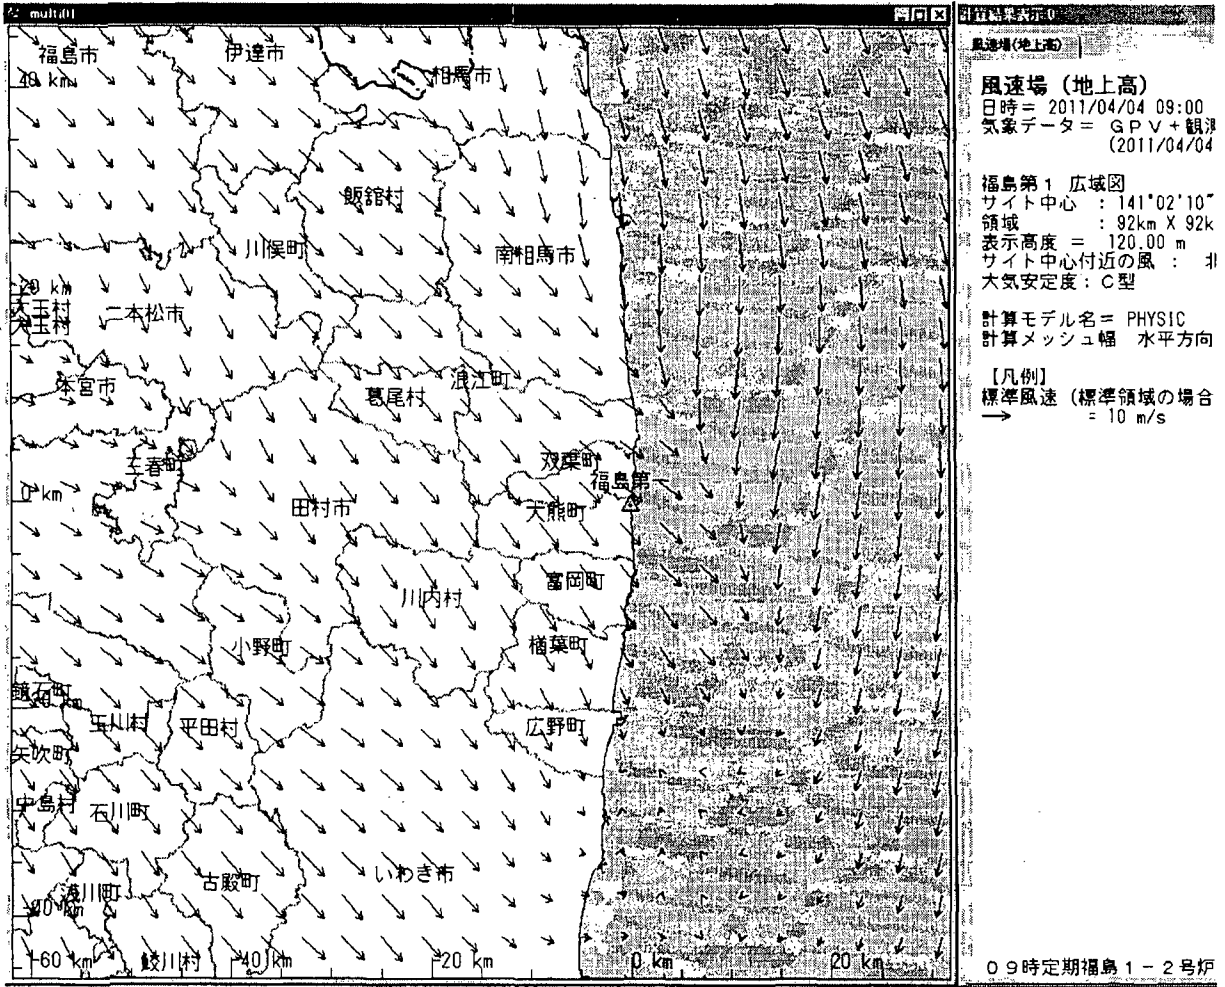 multi01
福島市
伊達市
相馬市
40 km
飯舘村
川俣町
南相馬市
20 km
大玉村
大玉村
二本松市
本宮市
浪江町
葛尾村
三春町
双葉町
0 km
福島第一
田村市
大熊町
富岡町
川内村
小野町
楢葉町
鏡石町
玉川村
平田村
広野町
矢吹町
中島村
石川町
いわき市
古殿町
浅川町
鮫川村
-60 km
-40 km
-20 km
0 km
20 km
計算結果表示:0
風速場(地上高)
風速場（地上高）
日時＝ 2011/04/04 09:00
気象データ＝ ＧＰＶ＋観測
(2011/04/04
福島第１ 広域図
サイト中心 ： 141°02'10"
領域 ： 92km X 92k
表示高度 ＝ 120.00 m
サイト中心付近の風 ： 北
大気安定度：Ｃ型
計算モデル名＝ PHYSIC
計算メッシュ幅 水平方向
【凡例】
標準風速（標準領域の場合
→ ＝ 10 m/s
０９時定期福島１－２号炉